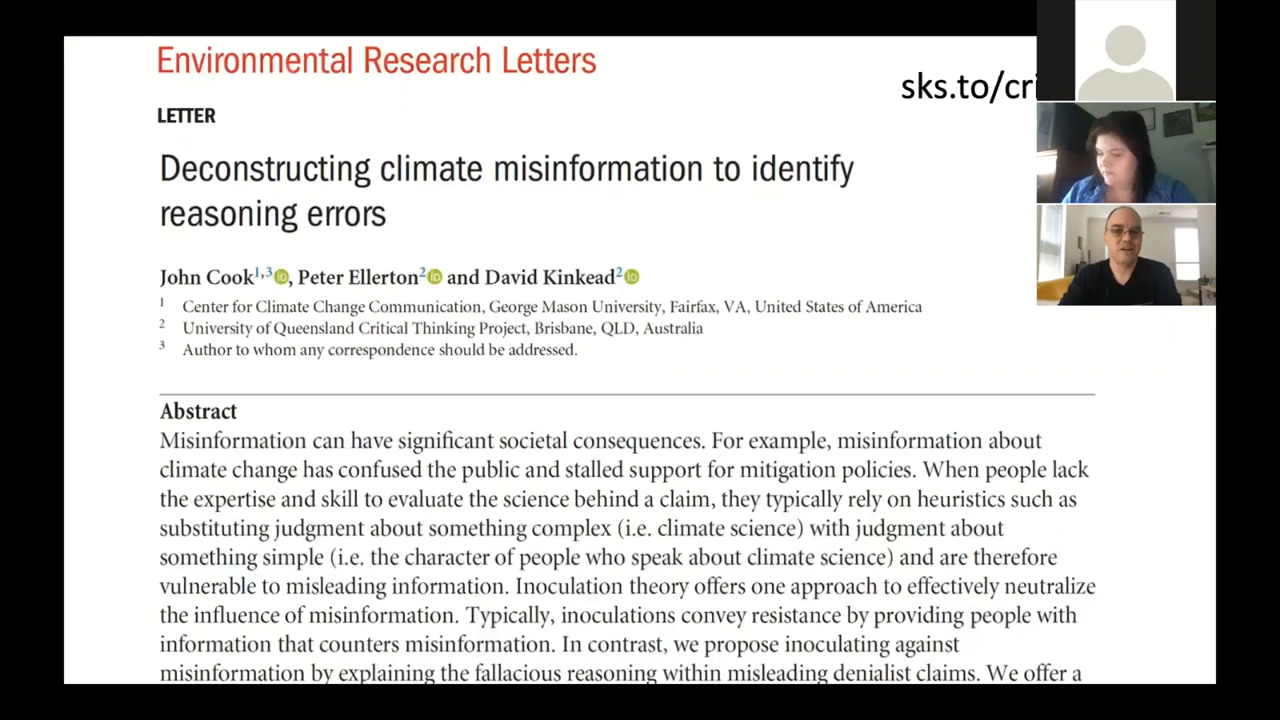 Environmental Research Letters
sks.to/cri
LETTER
Deconstructing climate misinformation to identify
reasoning errors
John Cook1,3, Peter Ellerton2 and David Kinkead2
1 Center for Climate Change Communication, George Mason University, Fairfax, VA, United States of America
2 University of Queensland Critical Thinking Project, Brisbane, QLD, Australia
3 Author to whom any correspondence should be addressed.
Abstract
Misinformation can have significant societal consequences. For example, misinformation about
climate change has confused the public and stalled support for mitigation policies. When people lack
the expertise and skill to evaluate the science behind a claim, they typically rely on heuristics such as
substituting judgment about something complex (i.e. climate science) with judgment about
something simple (i.e. the character of people who speak about climate science) and are therefore
vulnerable to misleading information. Inoculation theory offers one approach to effectively neutralize
the influence of misinformation. Typically, inoculations convey resistance by providing people with
information that counters misinformation. In contrast, we propose inoculating against
misinformation by explaining the fallacious reasoning within misleading denialist claims. We offer a